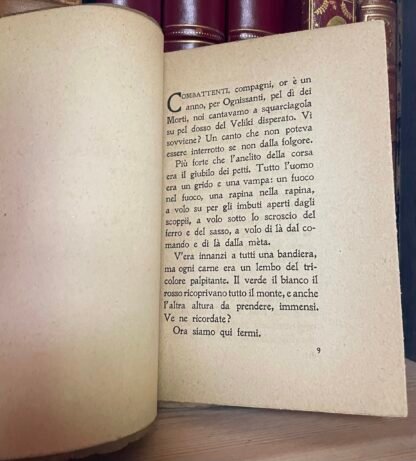 COMBATTENTI, compagni, or è un
anno, per Ognissanti, pel dì dei
Morti, noi cantavamo a squarciagola
su pel dosso del Veliki disperato. Vi
sovviene? Un canto che non poteva
essere interrotto se non dalla folgore.
Più forte che l'anelito della corsa
era il giubilo dei petti. Tutto l'uomo
era un grido e una vampa: un fuoco
nel fuoco, una rapina nella rapina,
a volo su per gli imbuti aperti dagli
scoppii, a volo sotto lo scroscio del
ferro e del sasso, a volo di là dal co-
mando e di là dalla mèta.
V'era innanzi a tutti una bandiera,
ma ogni carne era un lembo del tri-
colore palpitante. Il verde il bianco il
rosso ricoprivano tutto il monte, e anche
l'altra altura da prendere, immensi.
Ve ne ricordate?
Ora siamo qui fermi.
9